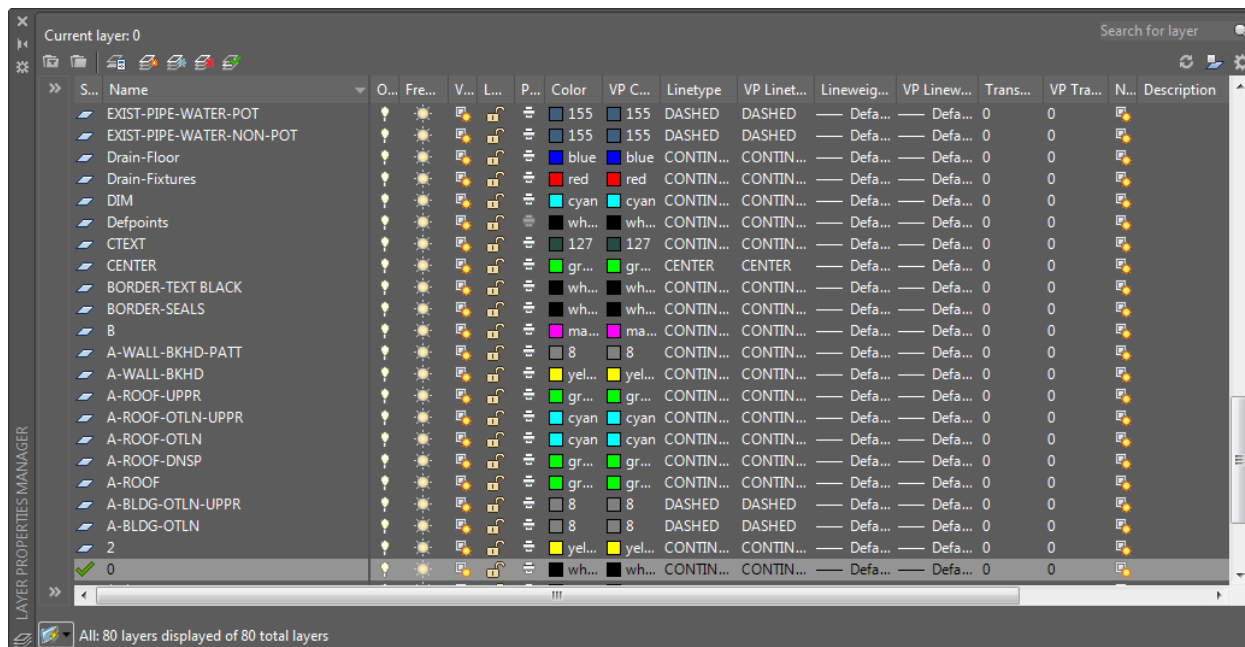 Current layer: 0
Search for layer
S... Name O... Fre... V... L... P... Color VP C... Linetype VP Linet... Lineweig... VP Linew... Trans... VP Tra... N... Description
EXIST-PIPE-WATER-POT 155 155 DASHED DASHED Defa... Defa... 0 0
EXIST-PIPE-WATER-NON-POT 155 155 DASHED DASHED Defa... Defa... 0 0
Drain-Floor blue blue CONTIN... CONTIN... Defa... Defa... 0 0
Drain-Fixtures red red CONTIN... CONTIN... Defa... Defa... 0 0
DIM cyan cyan CONTIN... CONTIN... Defa... Defa... 0 0
Defpoints wh... wh... CONTIN... CONTIN... Defa... Defa... 0 0
CTEXT 127 127 CONTIN... CONTIN... Defa... Defa... 0 0
CENTER gr... gr... CENTER CENTER Defa... Defa... 0 0
BORDER-TEXT BLACK wh... wh... CONTIN... CONTIN... Defa... Defa... 0 0
BORDER-SEALS wh... wh... CONTIN... CONTIN... Defa... Defa... 0 0
B ma... ma... CONTIN... CONTIN... Defa... Defa... 0 0
A-WALL-BKHD-PATT 8 8 CONTIN... CONTIN... Defa... Defa... 0 0
A-WALL-BKHD yel... yel... CONTIN... CONTIN... Defa... Defa... 0 0
A-ROOF-UPPR gr... gr... CONTIN... CONTIN... Defa... Defa... 0 0
A-ROOF-OTLN-UPPR cyan cyan CONTIN... CONTIN... Defa... Defa... 0 0
A-ROOF-OTLN cyan cyan CONTIN... CONTIN... Defa... Defa... 0 0
A-ROOF-DNSP gr... gr... CONTIN... CONTIN... Defa... Defa... 0 0
A-ROOF gr... gr... CONTIN... CONTIN... Defa... Defa... 0 0
A-BLDG-OTLN-UPPR 8 8 DASHED DASHED Defa... Defa... 0 0
A-BLDG-OTLN 8 8 DASHED DASHED Defa... Defa... 0 0
2 yel... yel... CONTIN... CONTIN... Defa... Defa... 0 0
0 wh... wh... CONTIN... CONTIN... Defa... Defa... 0 0
LAYER PROPERTIES MANAGER
All: 80 layers displayed of 80 total layers